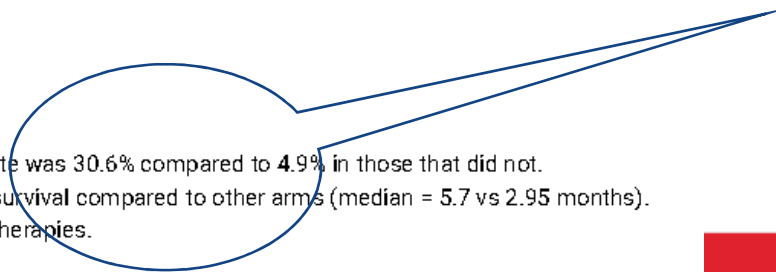 te was 30.6% compared to 4.9% in those that did not.
survival compared to other arms (median = 5.7 vs 2.95 months).
herapies.